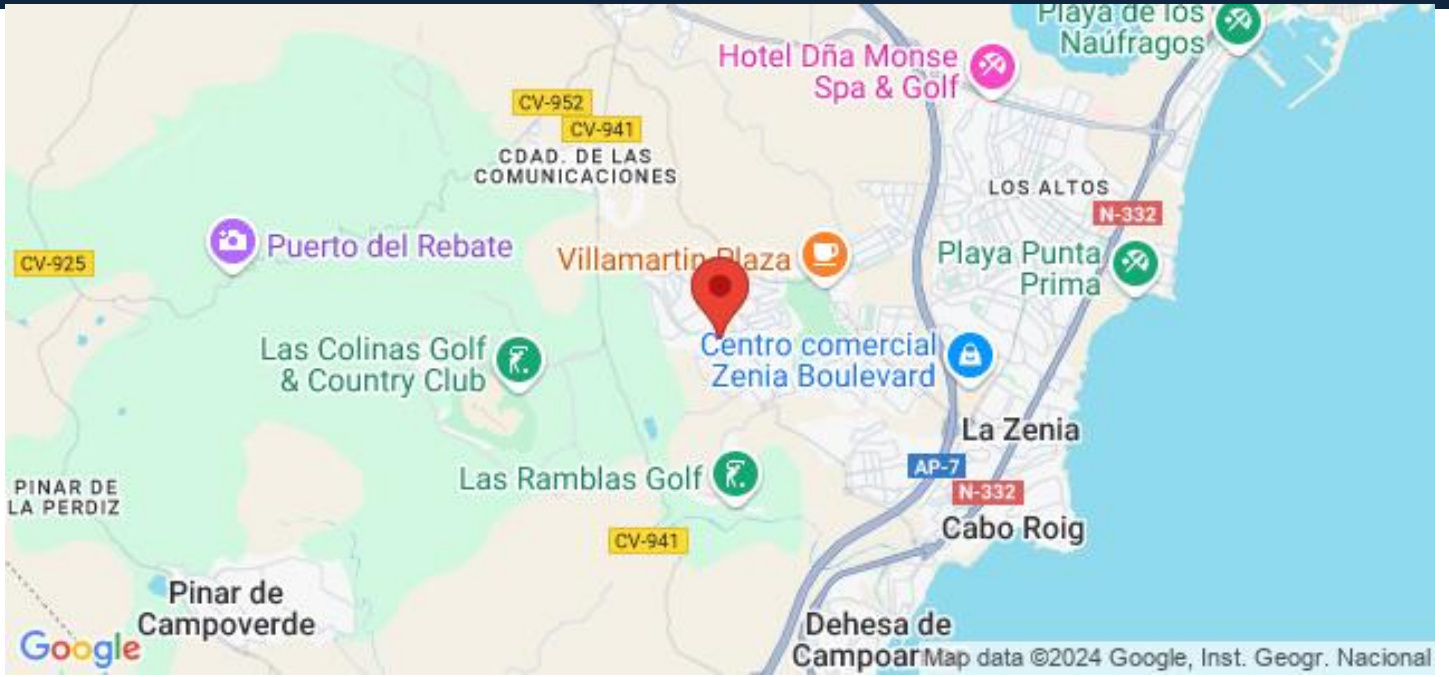 Playa de los
Naúfragos
Hotel Dña Monse
Spa & Golf
CV-952
CV-941
CDAD. DE LAS
COMUNICACIONES
LOS ALTOS
N-332
Puerto del Rebate
CV-925
Villamartin Plaza
Playa Punta
Prima
Las Colinas Golf
& Country Club
Centro comercial
Zenia Boulevard
La Zenia
AP-7
Las Ramblas Golf
N-332
PINAR DE
LA PERDIZ
CV-941
Cabo Roig
Pinar de
Campoverde
Dehesa de
Google
Map data ©2024 Google, Inst. Geogr. Nacional